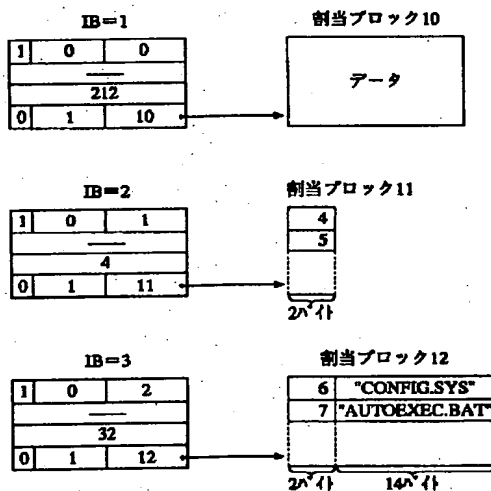 IB=1
1 0 0
212
0 1 10
割当ブロック10
データ
IB=2
1 0 1
4
0 1 11
割当ブロック11
4
5
2バイト
IB=3
1 0 2
32
0 1 12
割当ブロック12
6 "CONFIG.SYS"
7 "AUTOEXEC.BAT"
2バイト 14バイト